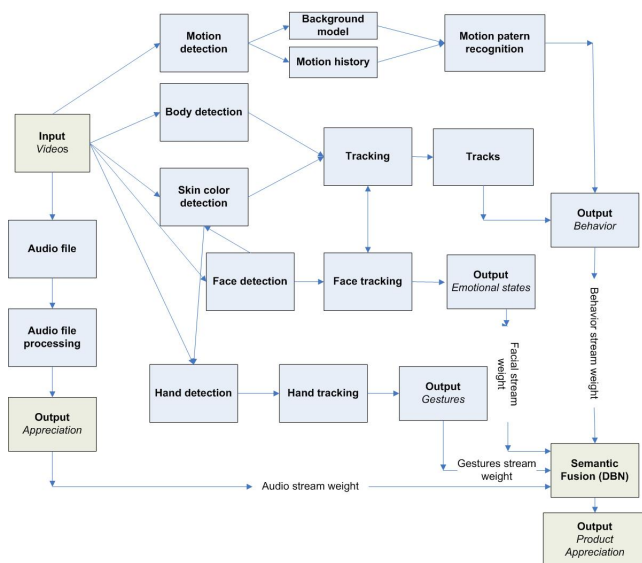 Motion
detection
Background
model
Motion history
Motion patern
recognition
Body detection
Input
Videos
Tracking
Tracks
Skin color
detection
Output
Behavior
Audio file
Face detection
Face tracking
Output
Emotional states
Behavior stream weight
Facial stream
weight
Audio file
processing
Hand detection
Hand tracking
Output
Gestures
Output
Appreciation
Gestures stream
weight
Semantic
Fusion (DBN)
Audio stream weight
Output
Product
Appreciation